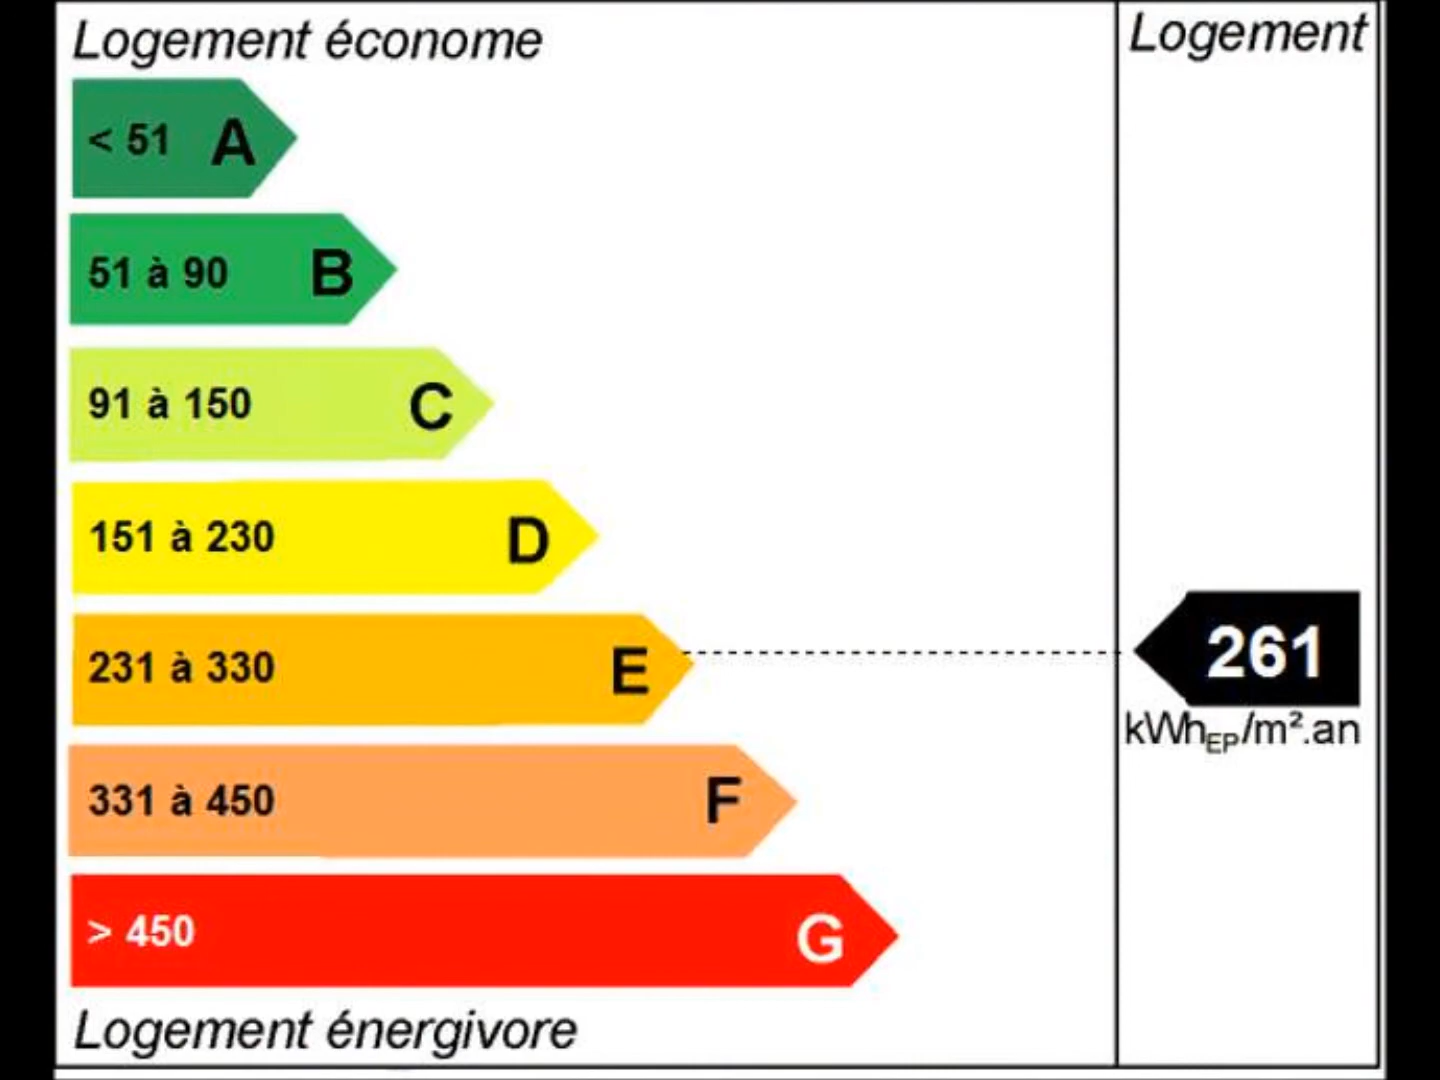 Logement économe
Logement
< 51 A
51 à 90 B
91 à 150 C
151 à 230 D
231 à 330 E
261
kWhEP/m².an
331 à 450 F
> 450 G
Logement énergivore